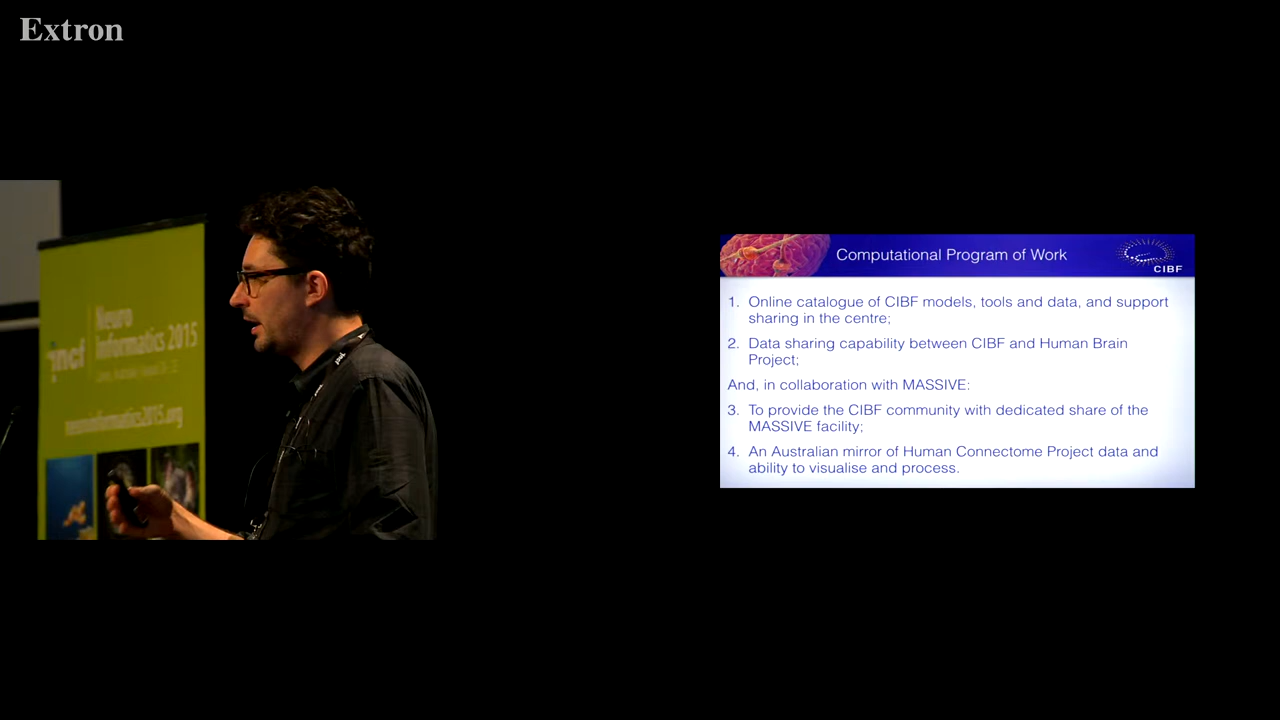 Extron
Neuro
Informatics 2015
incf
neuroinformatics2015.org
Computational Program of Work
CIBF
1. Online catalogue of CIBF models, tools and data, and support
sharing in the centre;
2. Data sharing capability between CIBF and Human Brain
Project;
And, in collaboration with MASSIVE:
3. To provide the CIBF community with dedicated share of the
MASSIVE facility;
4. An Australian mirror of Human Connectome Project data and
ability to visualise and process.